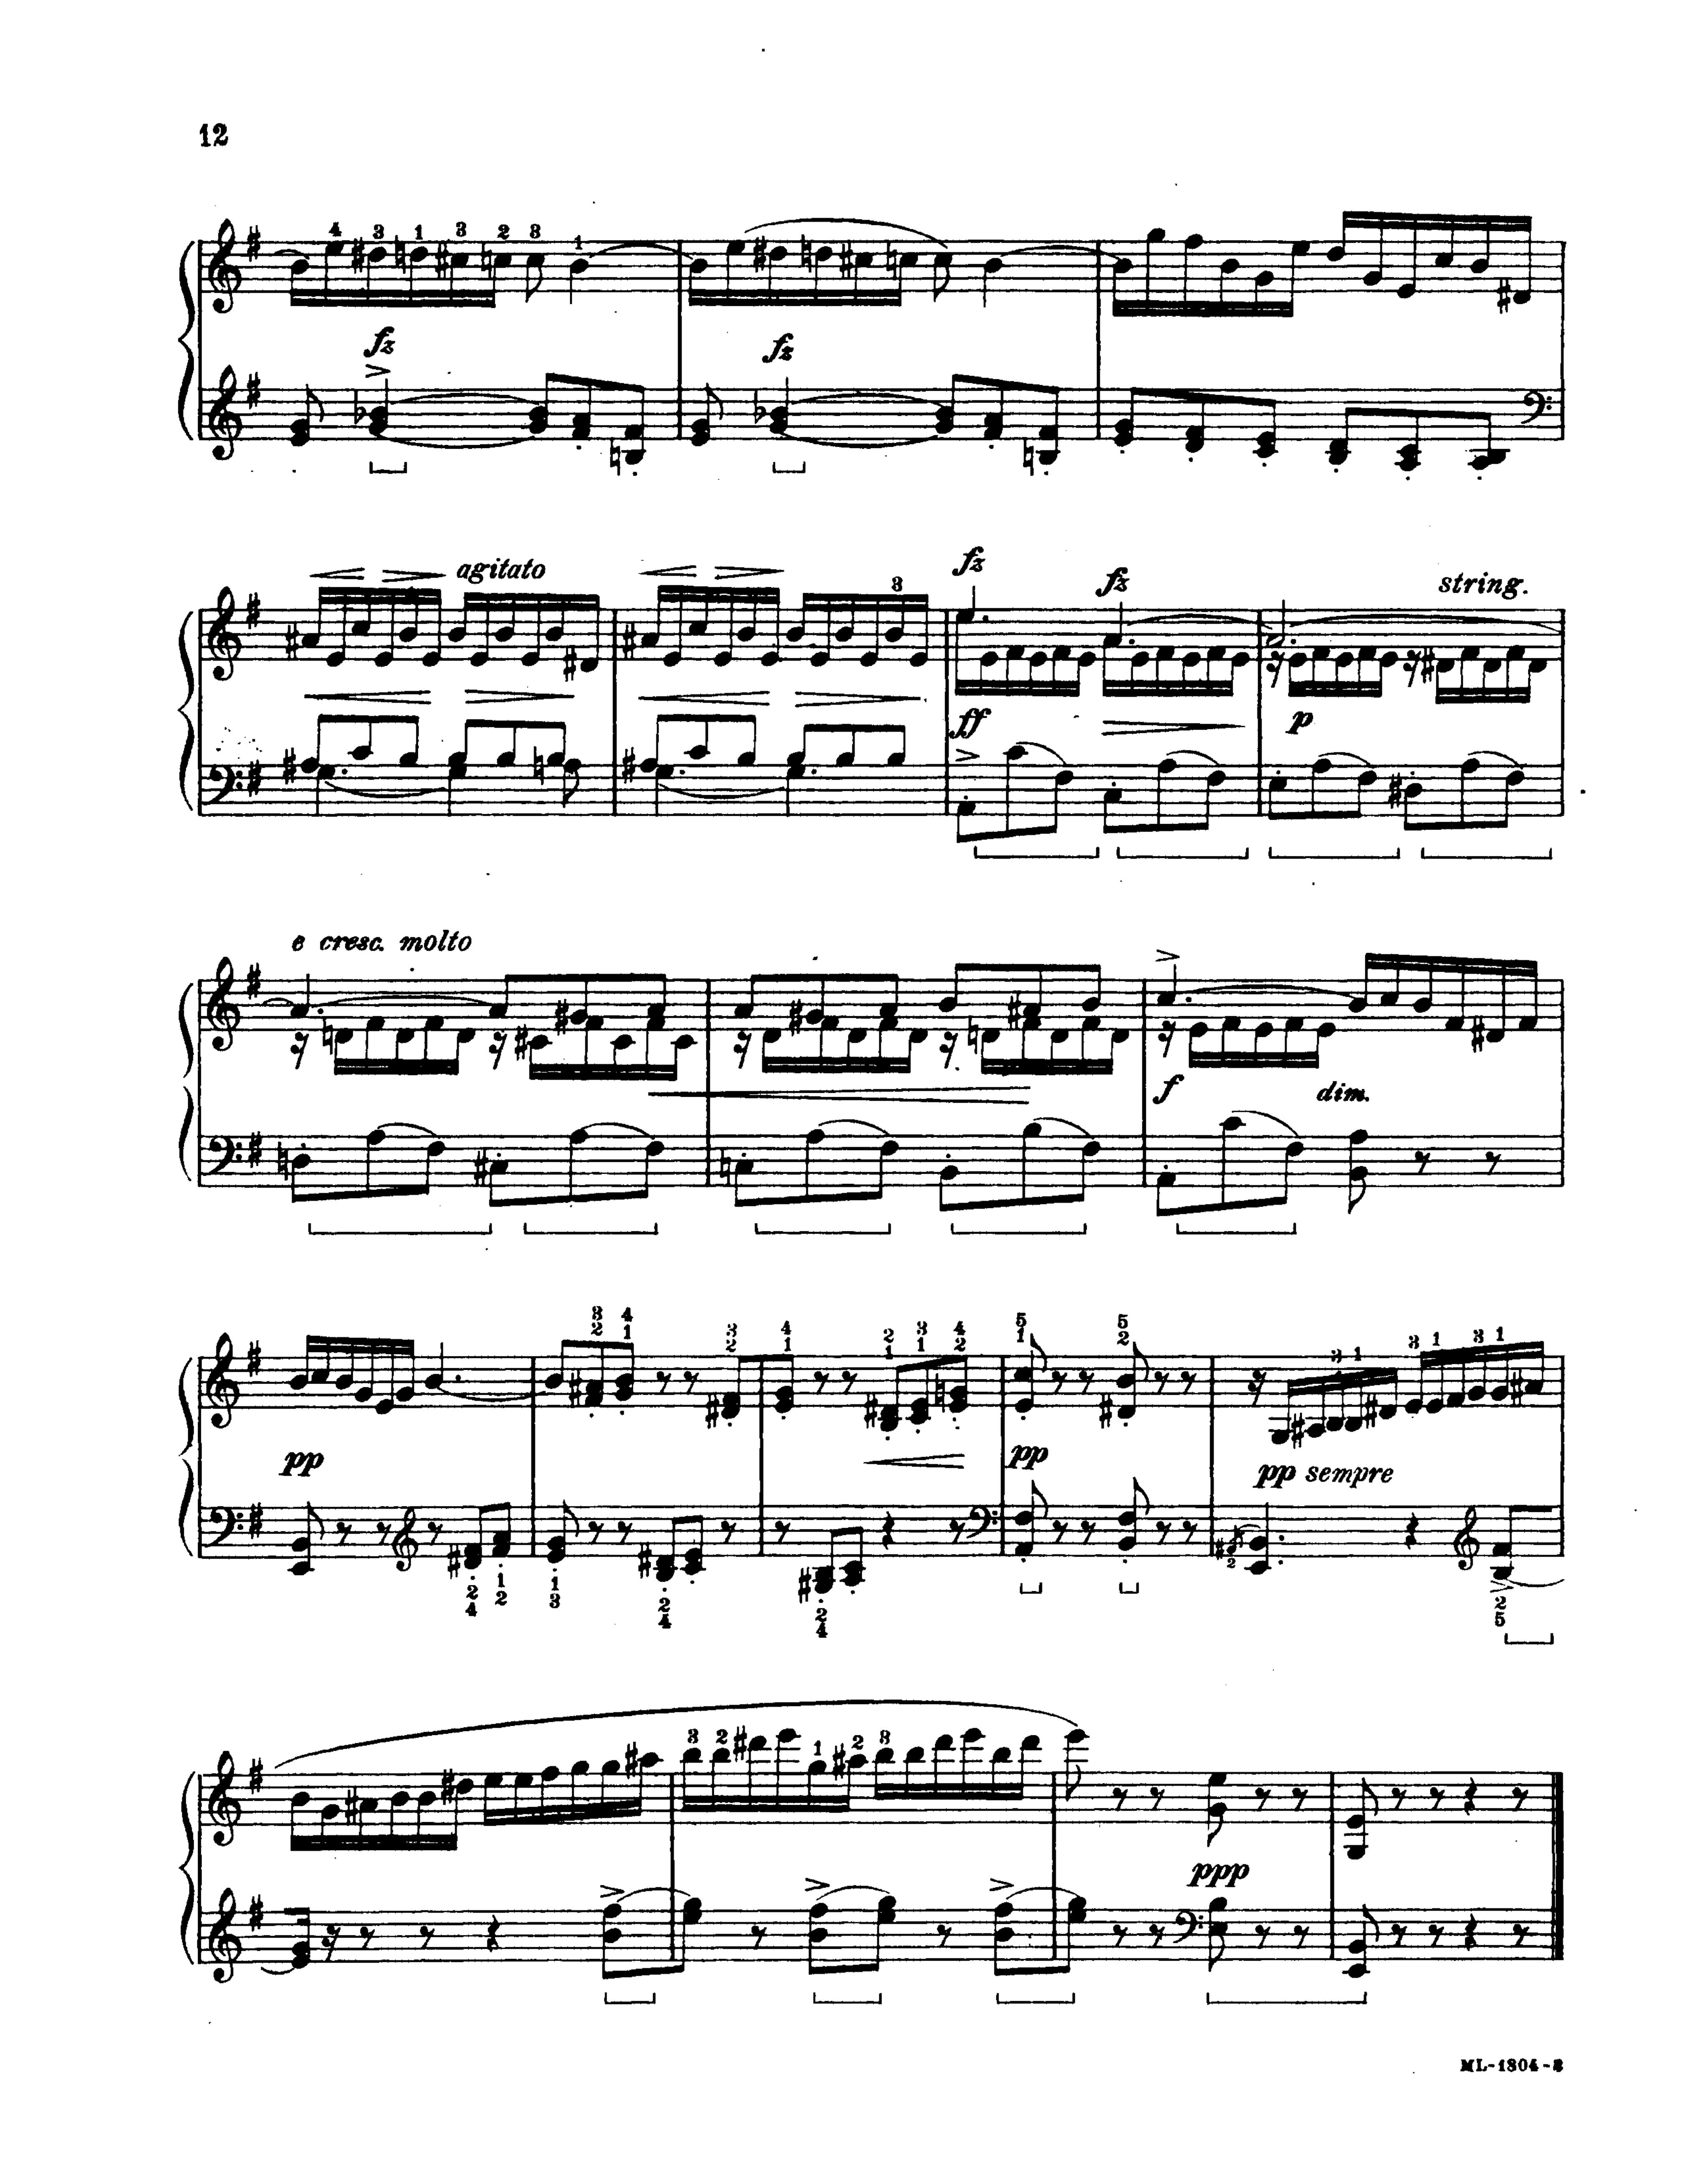 12
4 3 1 3 2 3 1
fz fz
agitato
3
fz fz string.
ff p
e cresc. molto
f dim.
3 2 4 1 3 2 4 1 2 1 3 1 4 2 5 1 5 2 3 1 3 1 3 1
pp pp pp sempre
2 4 1 2 1 3 2 4 2 4 2 2 5
3 2 1 2 3
ppp
ML-1304-2